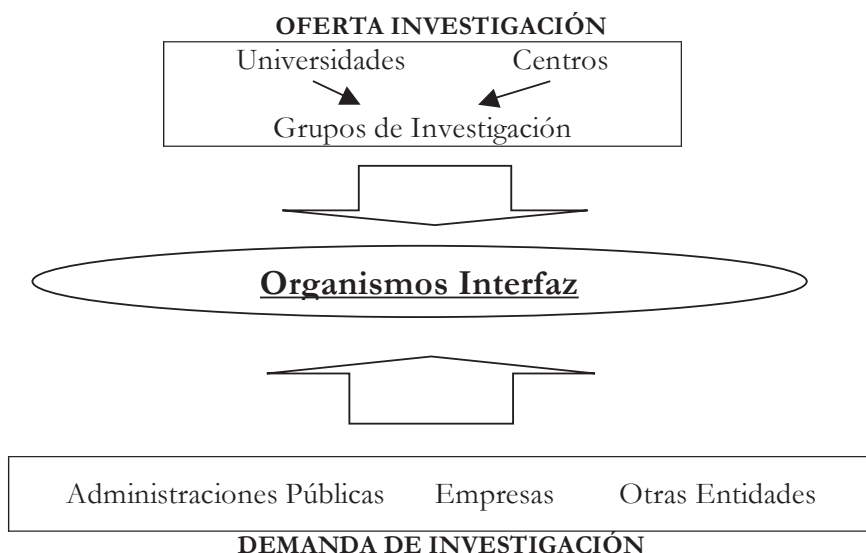 OFERTA INVESTIGACIÓN
Universidades Centros
Grupos de Investigación
Organismos Interfaz
Administraciones Públicas Empresas Otras Entidades
DEMANDA DE INVESTIGACIÓN